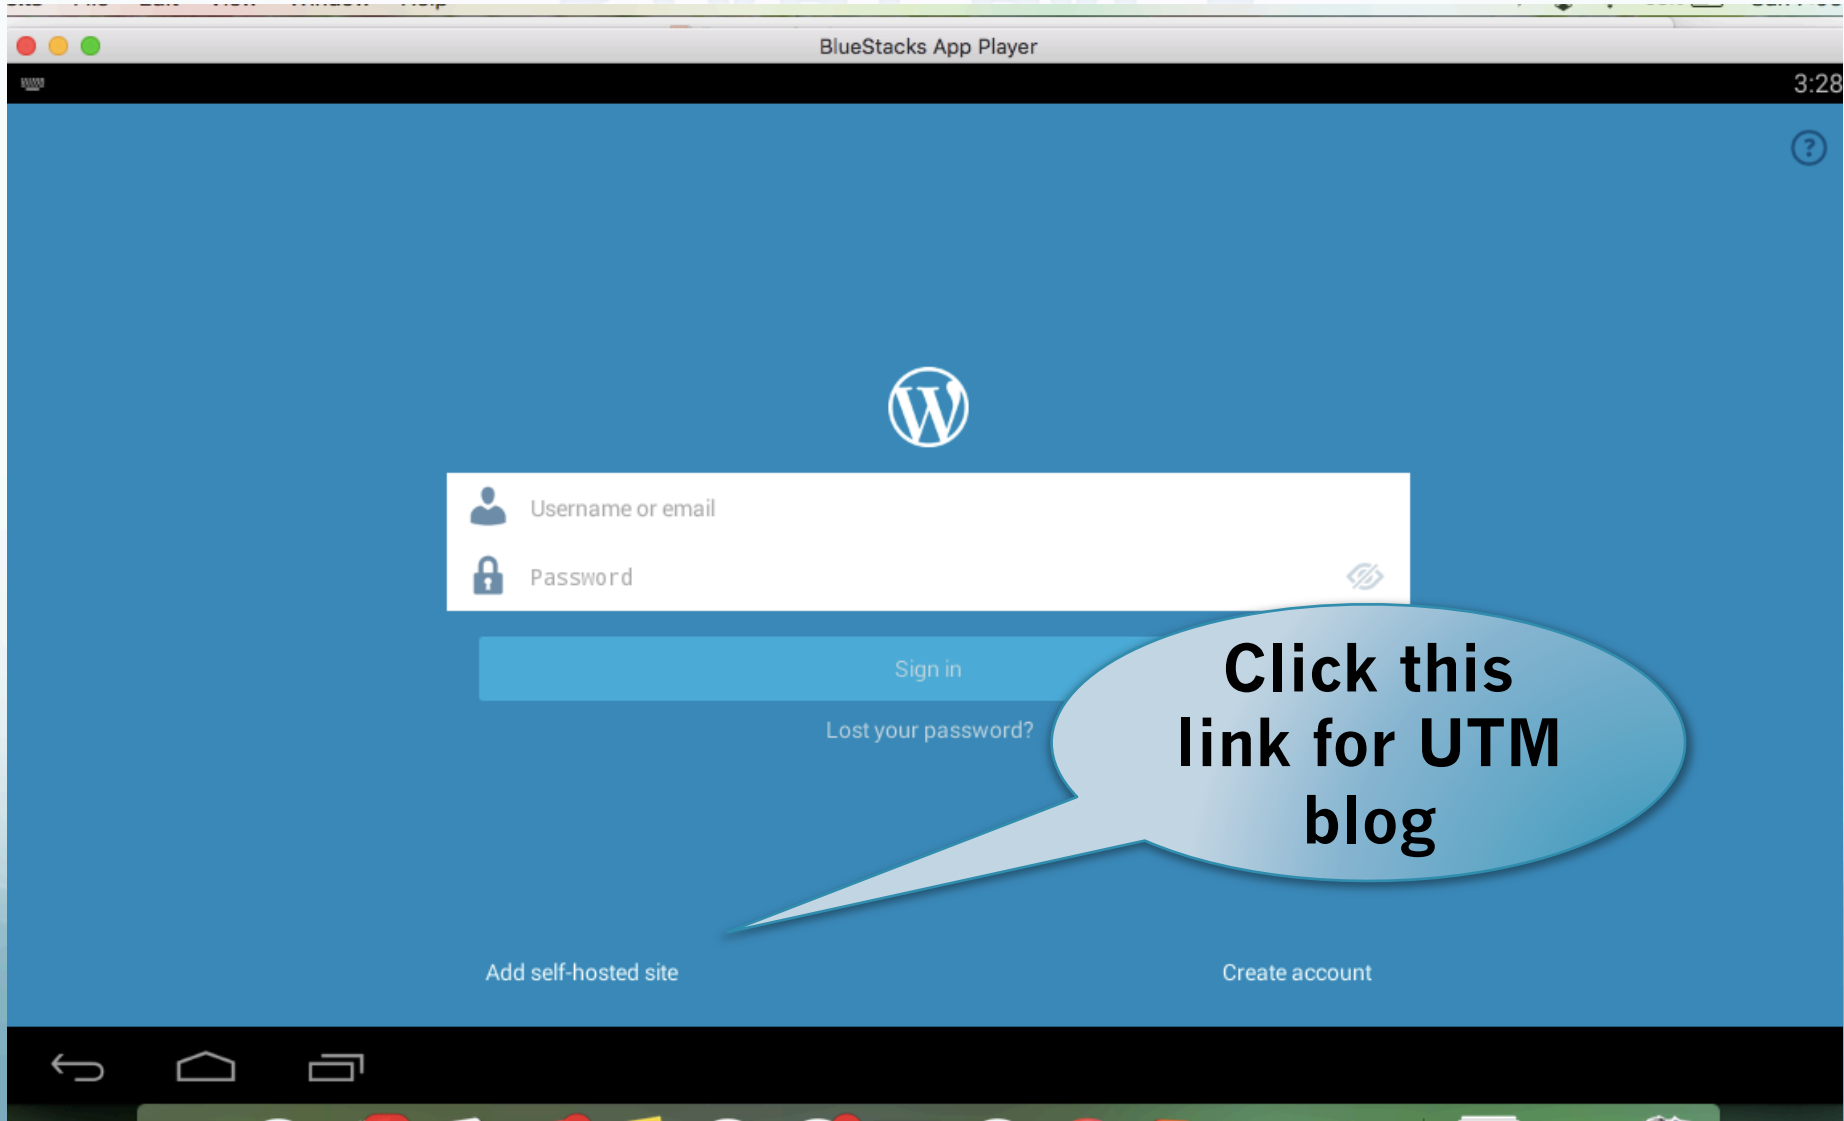 BlueStacks App Player
3:28
?
Username or email
Password
Sign in
Lost your password?
Click this
link for UTM
blog
Add self-hosted site
Create account